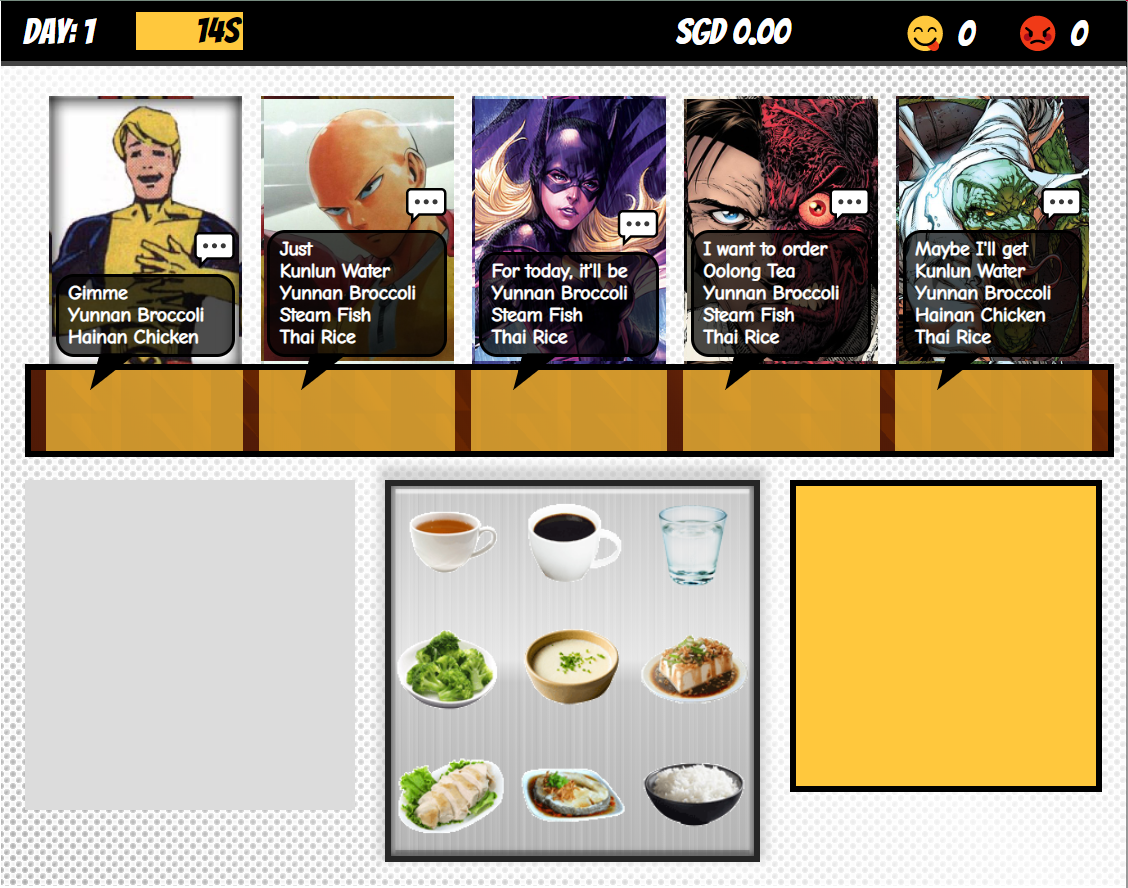 DAY: 1
14S
SGD 0.00
0
0
Gimme
Yunnan Broccoli
Hainan Chicken
Just
Kunlun Water
Yunnan Broccoli
Steam Fish
Thai Rice
For today, it'll be
Yunnan Broccoli
Steam Fish
Thai Rice
I want to order
Oolong Tea
Yunnan Broccoli
Steam Fish
Thai Rice
Maybe I'll get
Kunlun Water
Yunnan Broccoli
Hainan Chicken
Thai Rice